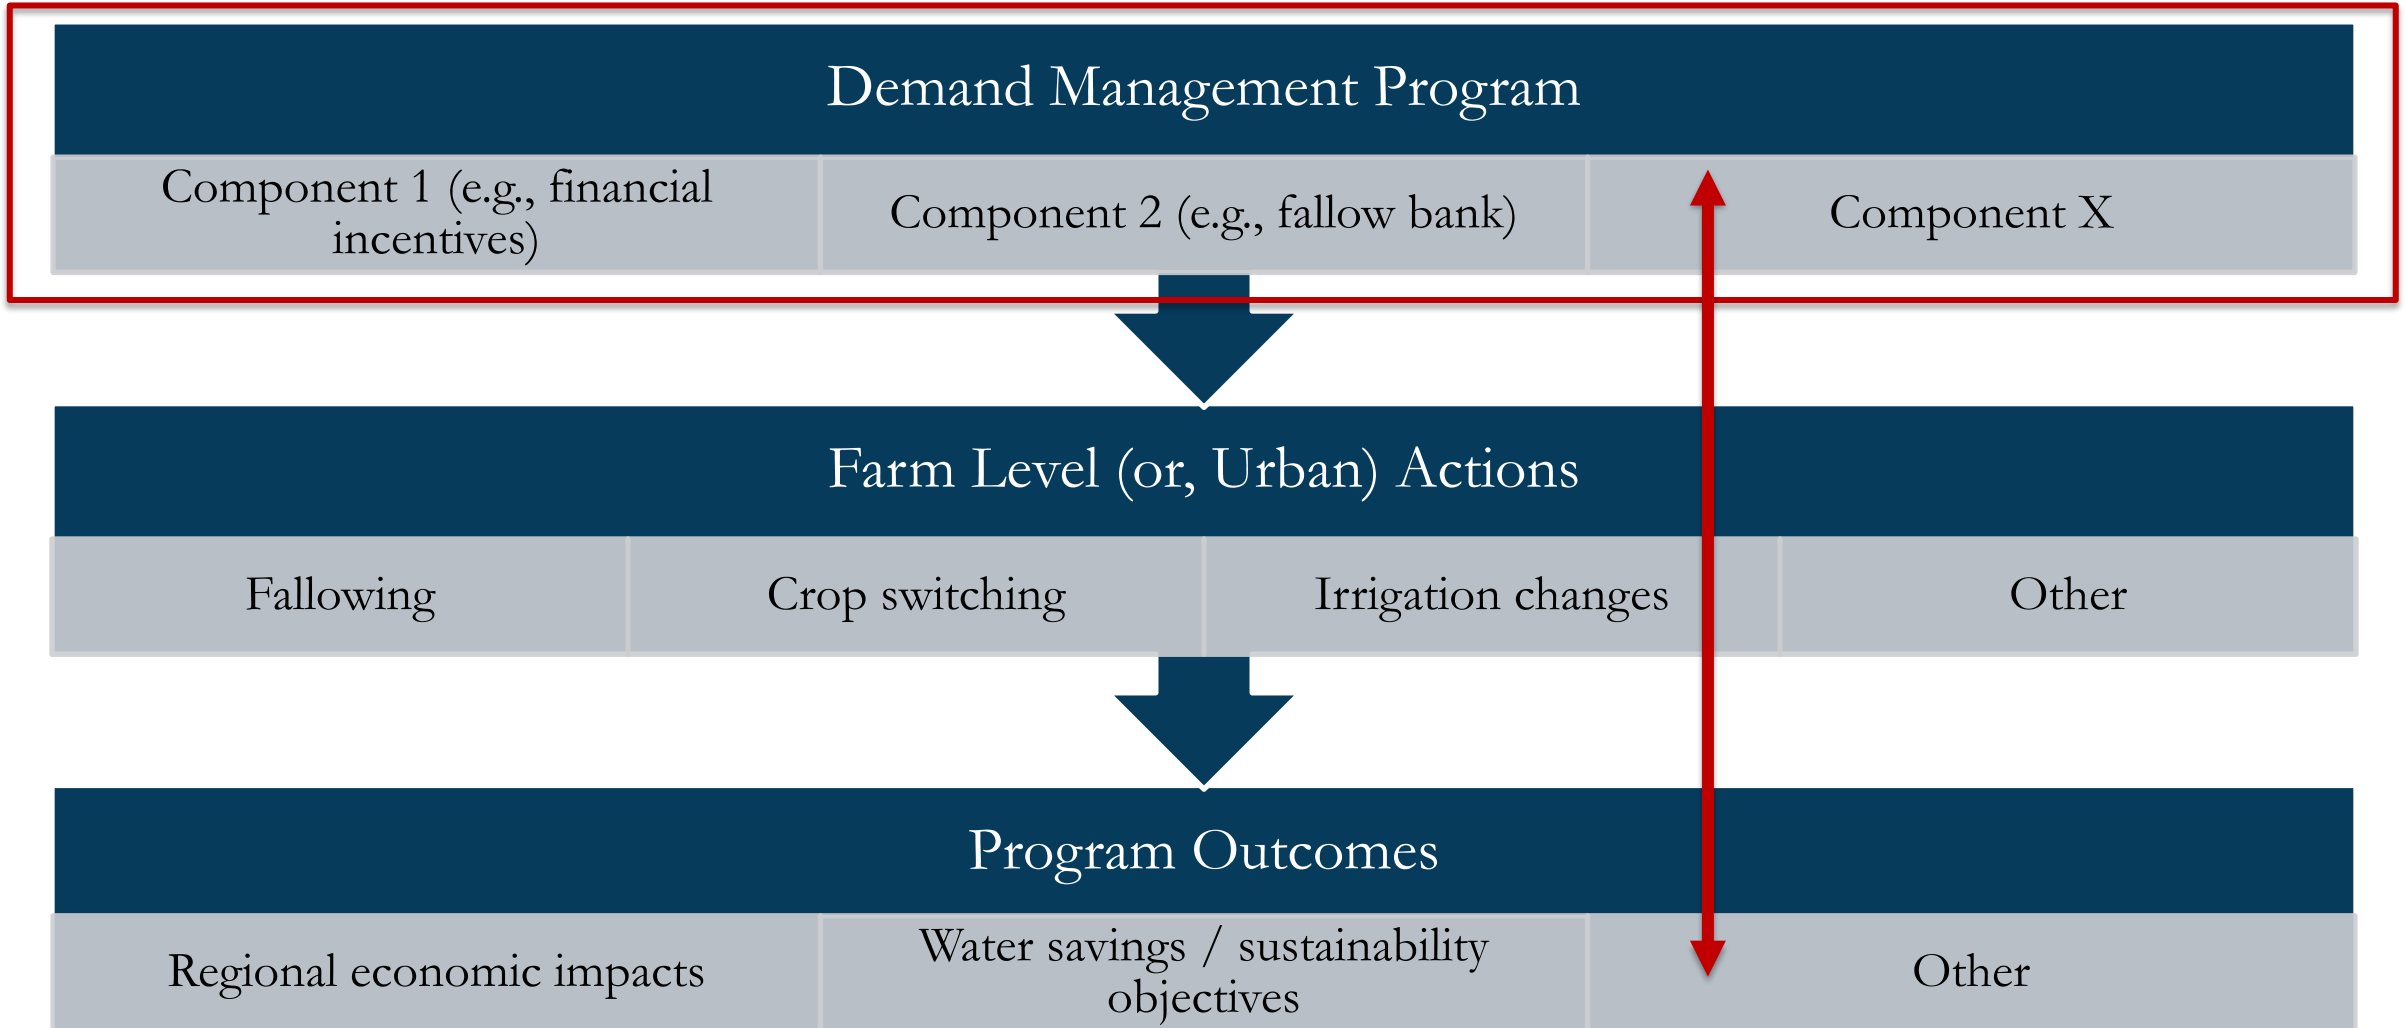 Demand Management Program
Component 1 (e.g., financial
incentives)
Component 2 (e.g., fallow bank)
Component X
Farm Level (or, Urban) Actions
Fallowing
Crop switching
Irrigation changes
Other
Program Outcomes
Regional economic impacts
Water savings / sustainability
objectives
Other